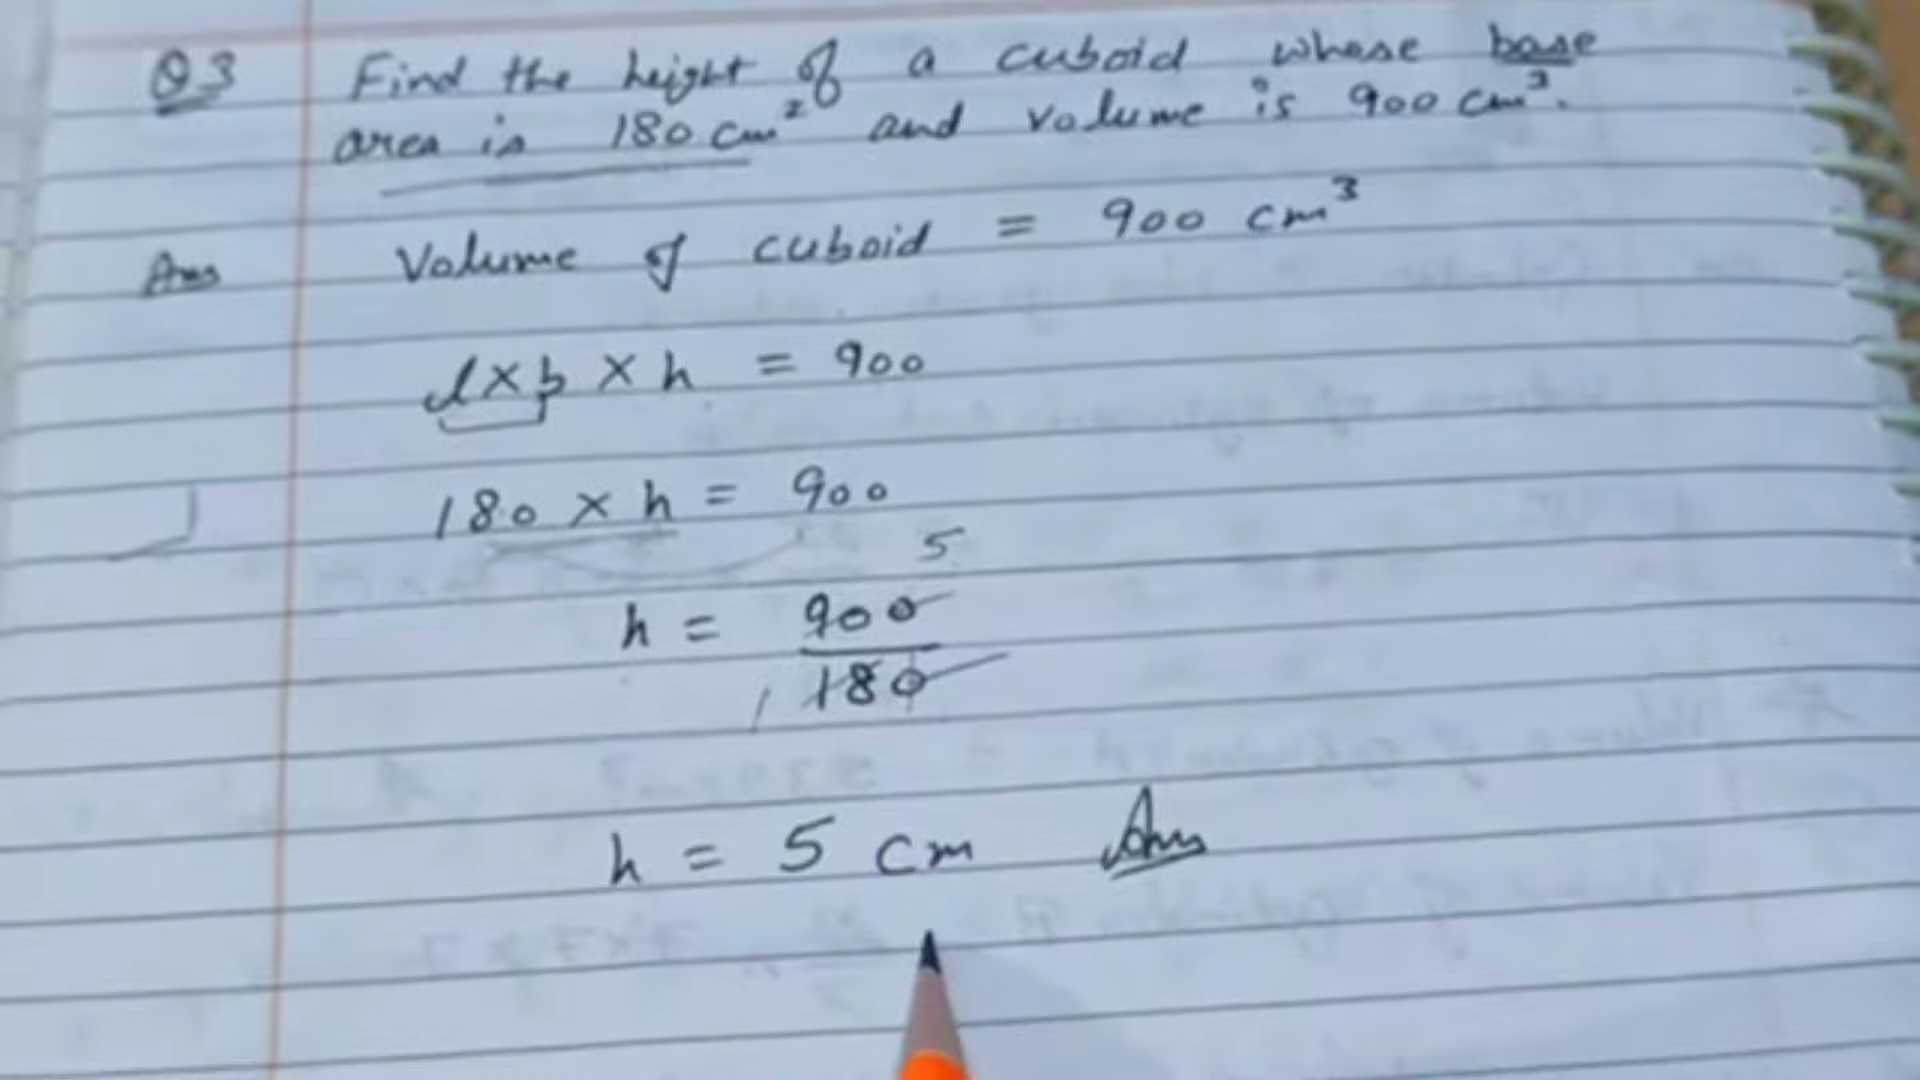 Q3 Find the height of a cuboid whose base
area is 180 cm² and volume is 900 cm³.
Ans Volume of cuboid = 900 cm³
l × b × h = 900
180 × h = 900
5
h = 900
1 180
h = 5 cm Ans